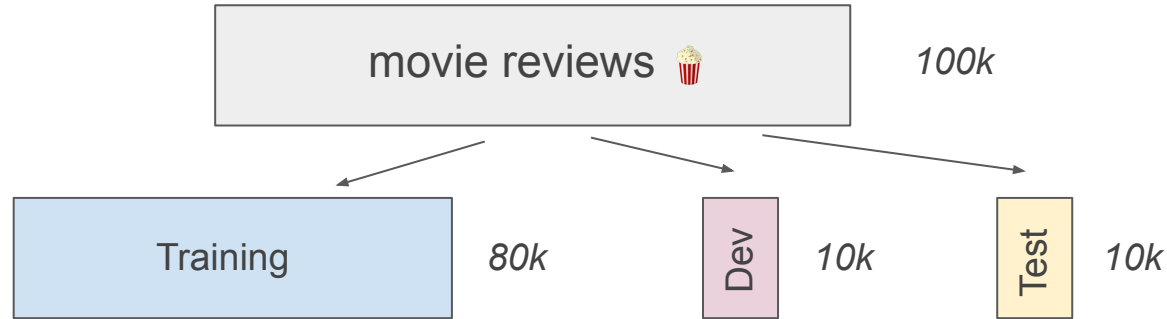 movie reviews 🍿
100k
Training
80k
Dev
10k
Test
10k